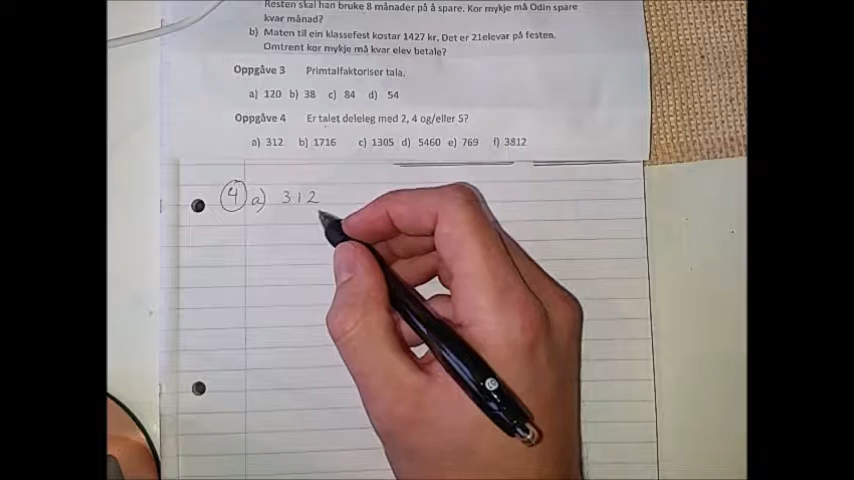 Resten skal han bruke 8 månader på å spare. Kor mykje må Odin spare
kvar månad?
b) Maten til ein klassefest kostar 1427 kr. Det er 21elevar på festen.
Omtrent kor mykje må kvar elev betale?
Oppgåve 3 Primtalfaktoriser tala.
a) 120 b) 38 c) 84 d) 54
Oppgåve 4 Er talet deleleg med 2, 4 og/eller 5?
a) 312 b) 1716 c) 1305 d) 5460 e) 769 f) 3812
4 a) 312